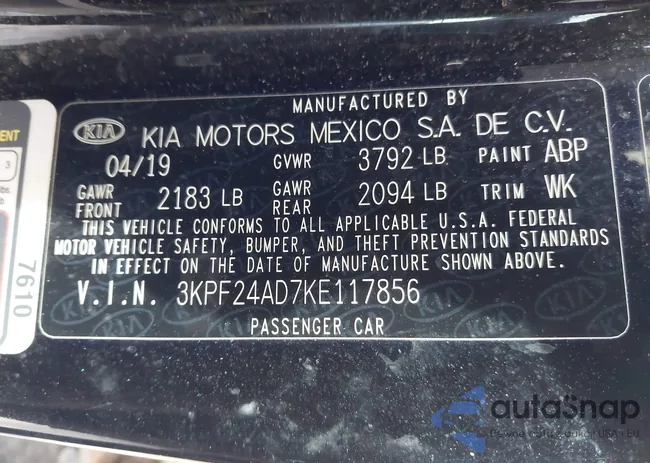 MANUFACTURED BY
KIA KIA MOTORS MEXICO S.A. DE C.V.
04/19 GVWR 3792 LB PAINT ABP
GAWR FRONT 2183 LB GAWR REAR 2094 LB TRIM WK
THIS VEHICLE CONFORMS TO ALL APPLICABLE U.S.A. FEDERAL
MOTOR VEHICLE SAFETY, BUMPER, AND THEFT PREVENTION STANDARDS
IN EFFECT ON THE DATE OF MANUFACTURE SHOWN ABOVE.
V.I.N. 3KPF24AD7KE117856
PASSENGER CAR
7610
autoSnap